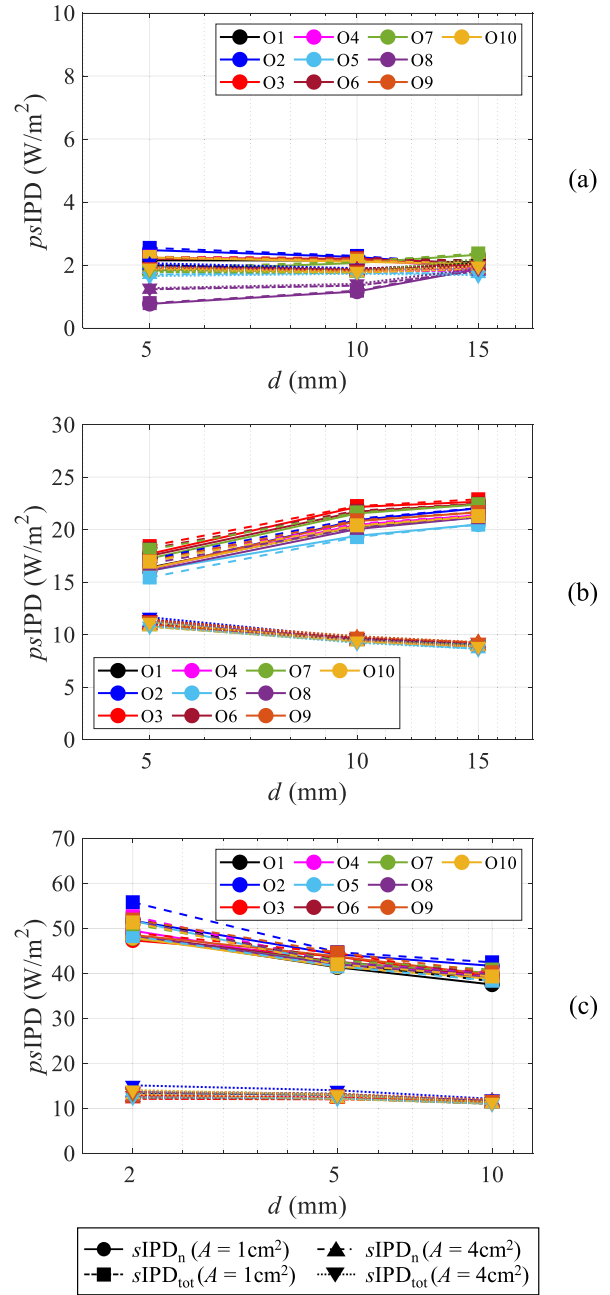 10
8
6
4
2
0
psIPD (W/m²)
O1 O4 O7 O10
O2 O5 O8
O3 O6 O9
5 10 15
d (mm)
(a)
30
25
20
15
10
5
0
psIPD (W/m²)
O1 O4 O7 O10
O2 O5 O8
O3 O6 O9
5 10 15
d (mm)
(b)
70
60
50
40
30
20
10
0
psIPD (W/m²)
O1 O4 O7 O10
O2 O5 O8
O3 O6 O9
2 5 10
d (mm)
(c)
sIPDₙ (A = 1cm²) sIPDₙ (A = 4cm²)
sIPD_tot (A = 1cm²) sIPD_tot (A = 4cm²)